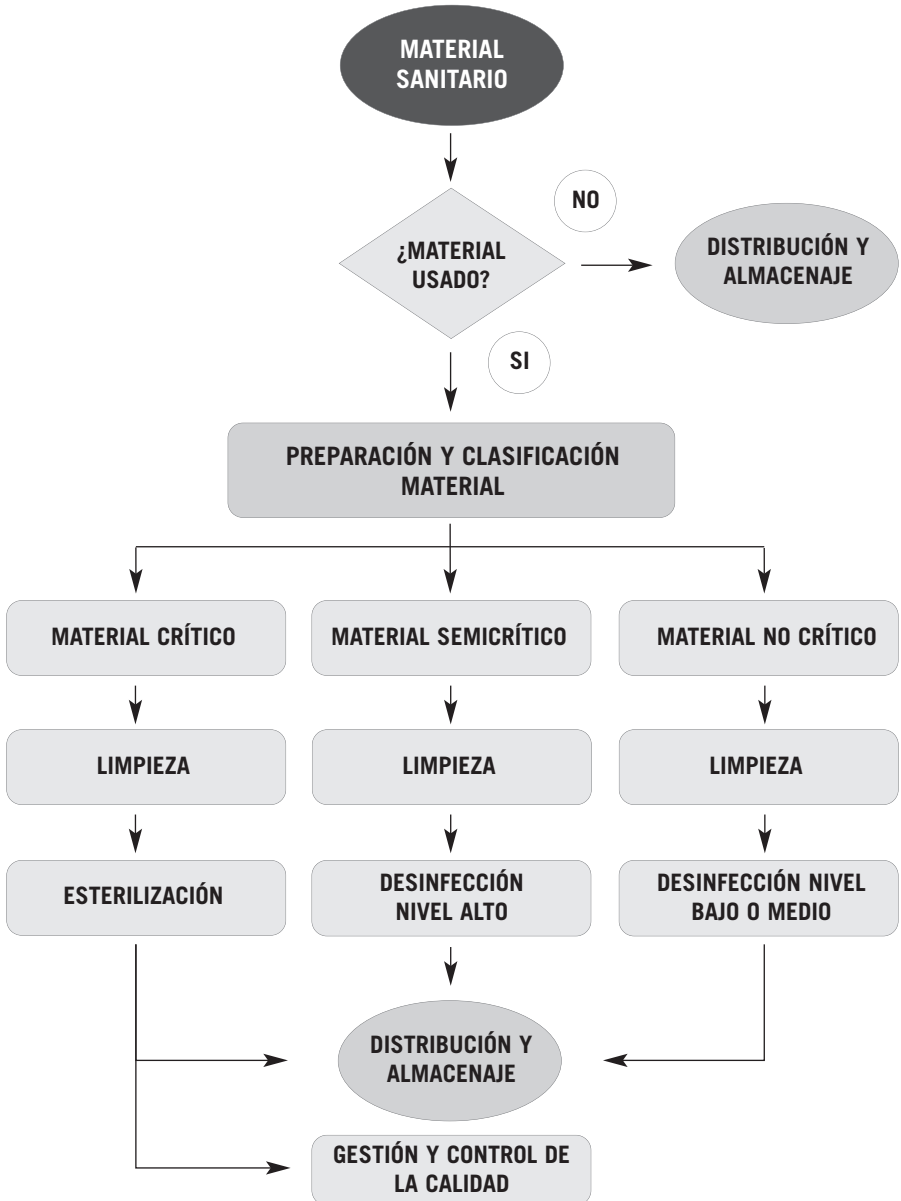 MATERIAL
SANITARIO
¿MATERIAL
USADO?
NO
DISTRIBUCIÓN Y
ALMACENAJE
SI
PREPARACIÓN Y CLASIFICACIÓN
MATERIAL
MATERIAL CRÍTICO
MATERIAL SEMICRÍTICO
MATERIAL NO CRÍTICO
LIMPIEZA
LIMPIEZA
LIMPIEZA
ESTERILIZACIÓN
DESINFECCIÓN
NIVEL ALTO
DESINFECCIÓN NIVEL
BAJO O MEDIO
DISTRIBUCIÓN Y
ALMACENAJE
GESTIÓN Y CONTROL DE
LA CALIDAD